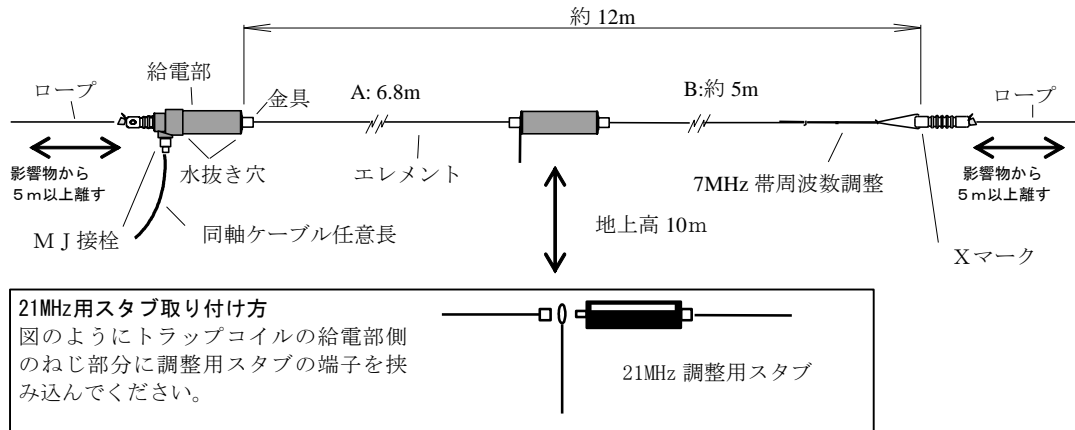 約 12m
ロープ
給電部
金具
A: 6.8m
B:約 5m
ロープ
影響物から
5m以上離す
水抜き穴
エレメント
7MHz 帯周波数調整
影響物から
5m以上離す
MJ接栓
同軸ケーブル任意長
地上高 10m
Xマーク
21MHz用スタブ取り付け方
図のようにトラップコイルの給電部側
のねじ部分に調整用スタブの端子を挟
み込んでください。
21MHz 調整用スタブ